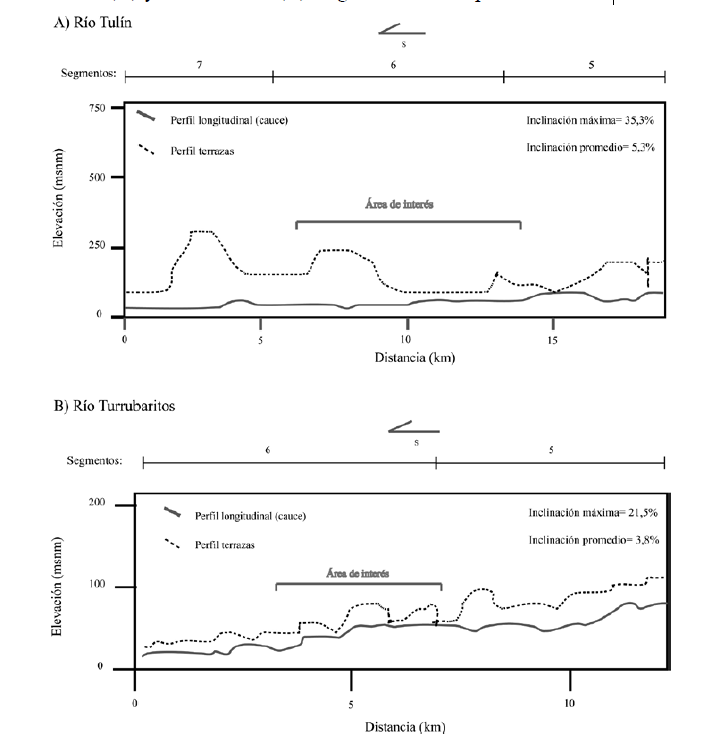 A) Río Tulín
s
Segmentos:
7
6
5
750
500
250
0
Elevación (msnm)
Perfil longitudinal (cauce)
Perfil terrazas
Inclinación máxima= 35,3%
Inclinación promedio= 5,3%
Área de interés
0
5
10
15
Distancia (km)
B) Río Turrubaritos
s
Segmentos:
6
5
200
100
0
Elevación (msnm)
Perfil longitudinal (cauce)
Perfil terrazas
Inclinación máxima= 21,5%
Inclinación promedio= 3,8%
Área de interés
0
5
10
Distancia (km)